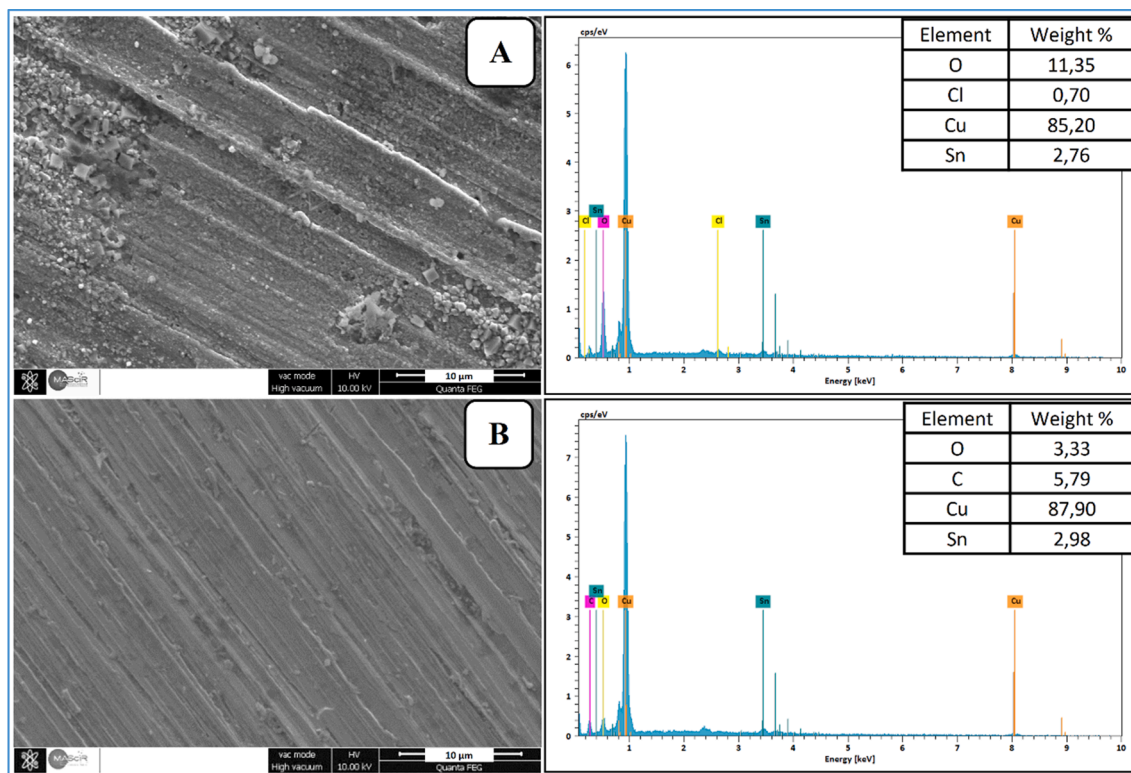 A
MAScIR
vac mode HV
High vacuum 10.00 kV
10 µm
Quanta FEG
cps/eV
6
5
4
3
2
1
0
Cl Sn O Cu Cl Sn Cu
1 2 3 4 5 6 7 8 9 10
Energy [keV]
Element Weight %
O 11,35
Cl 0,70
Cu 85,20
Sn 2,76
B
MAScIR
vac mode HV
High vacuum 10.00 kV
10 µm
Quanta FEG
cps/eV
7
6
5
4
3
2
1
0
C Sn O Cu Sn Cu
1 2 3 4 5 6 7 8 9 10
Energy [keV]
Element Weight %
O 3,33
C 5,79
Cu 87,90
Sn 2,98